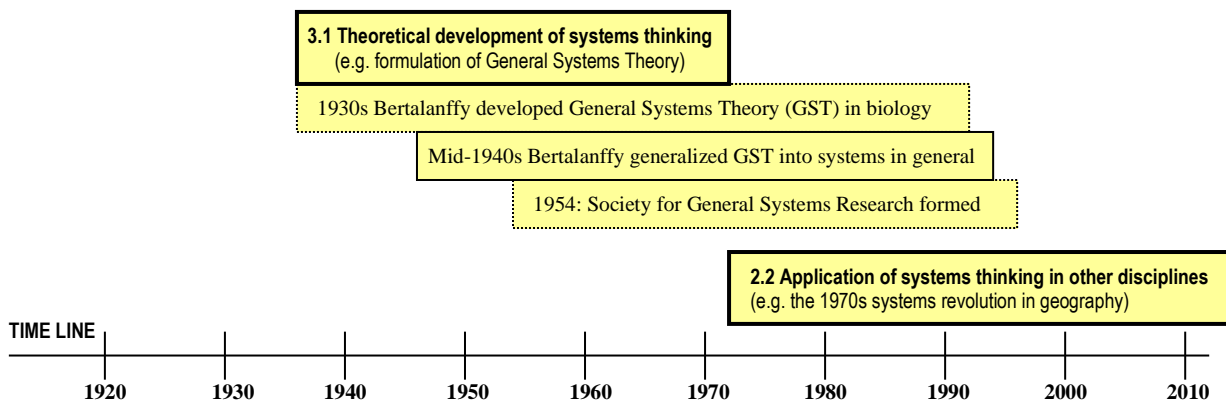 3.1 Theoretical development of systems thinking
(e.g. formulation of General Systems Theory)
1930s Bertalanffy developed General Systems Theory (GST) in biology
Mid-1940s Bertalanffy generalized GST into systems in general
1954: Society for General Systems Research formed
2.2 Application of systems thinking in other disciplines
(e.g. the 1970s systems revolution in geography)
TIME LINE
1920 1930 1940 1950 1960 1970 1980 1990 2000 2010